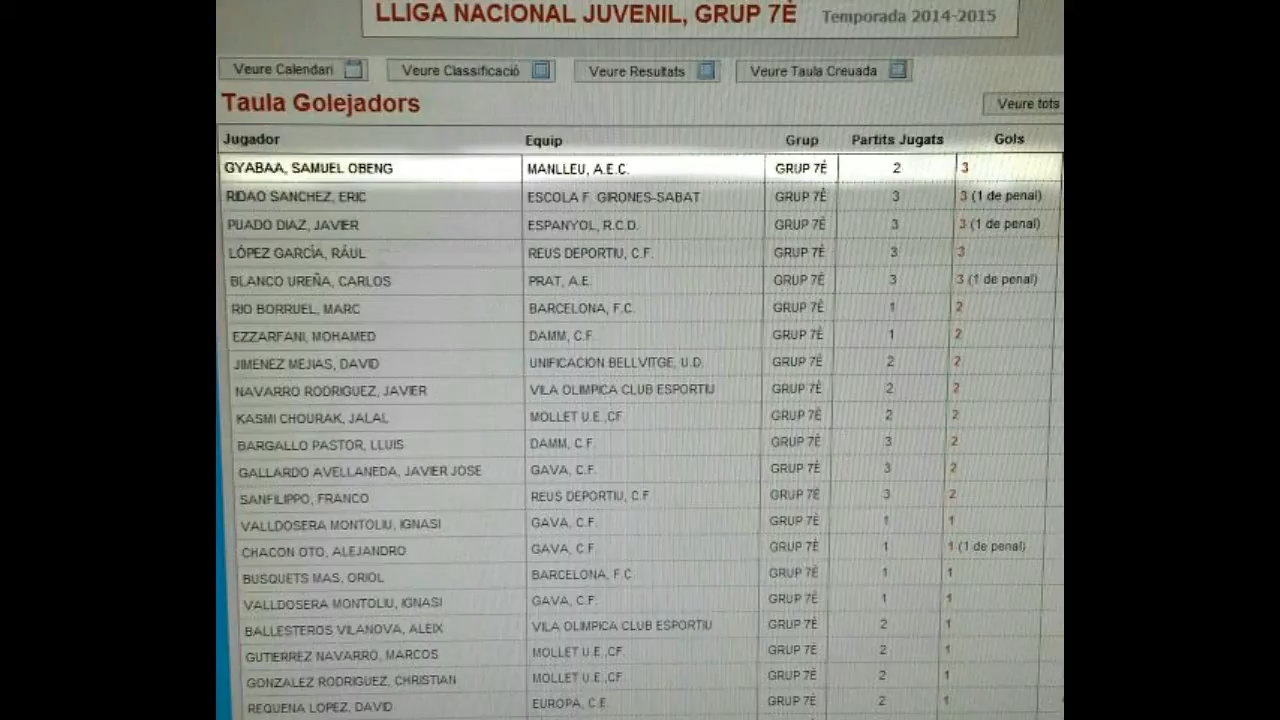 LLIGA NACIONAL JUVENIL, GRUP 7È Temporada 2014-2015
Veure Calendari Veure Classificació Veure Resultats Veure Taula Creuada
Taula Golejadors Veure tots
Jugador Equip Grup Partits Jugats Gols
GYABAA, SAMUEL OBENG MANLLEU, A.E.C. GRUP 7È 2 3
RIDAO SANCHEZ, ERIC ESCOLA F. GIRONES-SABAT GRUP 7È 3 3 (1 de penal)
PUADO DIAZ, JAVIER ESPANYOL, R.C.D. GRUP 7È 3 3 (1 de penal)
LÓPEZ GARCÍA, RÁUL REUS DEPORTIU, C.F. GRUP 7È 3 3
BLANCO UREÑA, CARLOS PRAT, A.E. GRUP 7È 3 3 (1 de penal)
RIO BORRUEL, MARC BARCELONA, F.C. GRUP 7È 1 2
EZZARFANI, MOHAMED DAMM, C.F. GRUP 7È 1 2
JIMENEZ MEJIAS, DAVID UNIFICACION BELLVITGE, U.D. GRUP 7È 2 2
NAVARRO RODRIGUEZ, JAVIER VILA OLIMPICA CLUB ESPORTIU GRUP 7È 2 2
KASMI CHOURAK, JALAL MOLLET U.E.,CF GRUP 7È 2 2
BARGALLO PASTOR, LLUIS DAMM, C.F. GRUP 7È 3 2
GALLARDO AVELLANEDA, JAVIER JOSE GAVA, C.F. GRUP 7È 3 2
SANFILIPPO, FRANCO REUS DEPORTIU, C.F. GRUP 7È 3 2
VALLDOSERA MONTOLIU, IGNASI GAVA, C.F. GRUP 7È 1 1
CHACON OTO, ALEJANDRO GAVA, C.F. GRUP 7È 1 1 (1 de penal)
BUSQUETS MAS, ORIOL BARCELONA, F.C. GRUP 7È 1 1
VALLDOSERA MONTOLIU, IGNASI GAVA, C.F. GRUP 7È 1 1
BALLESTEROS VILANOVA, ALEIX VILA OLIMPICA CLUB ESPORTIU GRUP 7È 2 1
GUTIERREZ NAVARRO, MARCOS MOLLET U.E.,CF GRUP 7È 2 1
GONZALEZ RODRIGUEZ, CHRISTIAN MOLLET U.E.,CF GRUP 7È 2 1
REQUENA LOPEZ, DAVID EUROPA, C.E. GRUP 7È 2 1